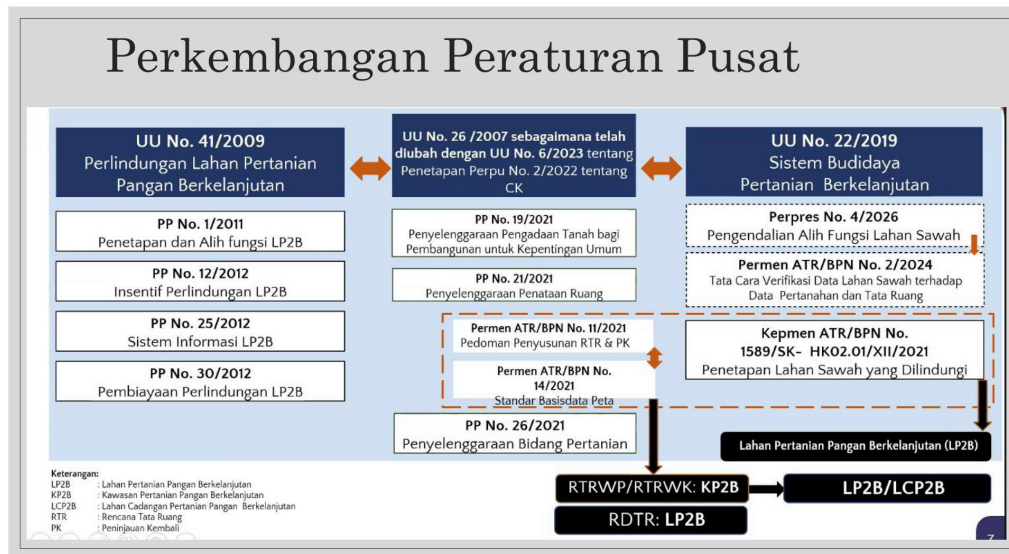 Perkembangan Peraturan Pusat
UU No. 41/2009
Perlindungan Lahan Pertanian
Pangan Berkelanjutan
PP No. 1/2011
Penetapan dan Alih fungsi LP2B
PP No. 12/2012
Insentif Perlindungan LP2B
PP No. 25/2012
Sistem Informasi LP2B
PP No. 30/2012
Pembiayaan Perlindungan LP2B
UU No. 26 /2007 sebagaimana telah
diubah dengan UU No. 6/2023 tentang
Penetapan Perpu No. 2/2022 tentang
CK
PP No. 19/2021
Penyelenggaraan Pengadaan Tanah bagi
Pembangunan untuk Kepentingan Umum
PP No. 21/2021
Penyelenggaraan Penataan Ruang
Permen ATR/BPN No. 11/2021
Pedoman Penyusunan RTR & PK
Permen ATR/BPN No.
14/2021
Standar Basisdata Peta
PP No. 26/2021
Penyelenggaraan Bidang Pertanian
UU No. 22/2019
Sistem Budidaya
Pertanian Berkelanjutan
Perpres No. 4/2026
Pengendalian Alih Fungsi Lahan Sawah
Permen ATR/BPN No. 2/2024
Tata Cara Verifikasi Data Lahan Sawah terhadap
Data Pertanahan dan Tata Ruang
Kepmen ATR/BPN No.
1589/SK- HK02.01/XII/2021
Penetapan Lahan Sawah yang Dilindungi
Lahan Pertanian Pangan Berkelanjutan (LP2B)
RTRWP/RTRWK: KP2B
LP2B/LCP2B
RDTR: LP2B
Keterangan:
LP2B : Lahan Pertanian Pangan Berkelanjutan
KP2B : Kawasan Pertanian Pangan Berkelanjutan
LCP2B : Lahan Cadangan Pertanian Pangan Berkelanjutan
RTR : Rencana Tata Ruang
PK : Peninjauan Kembali
7